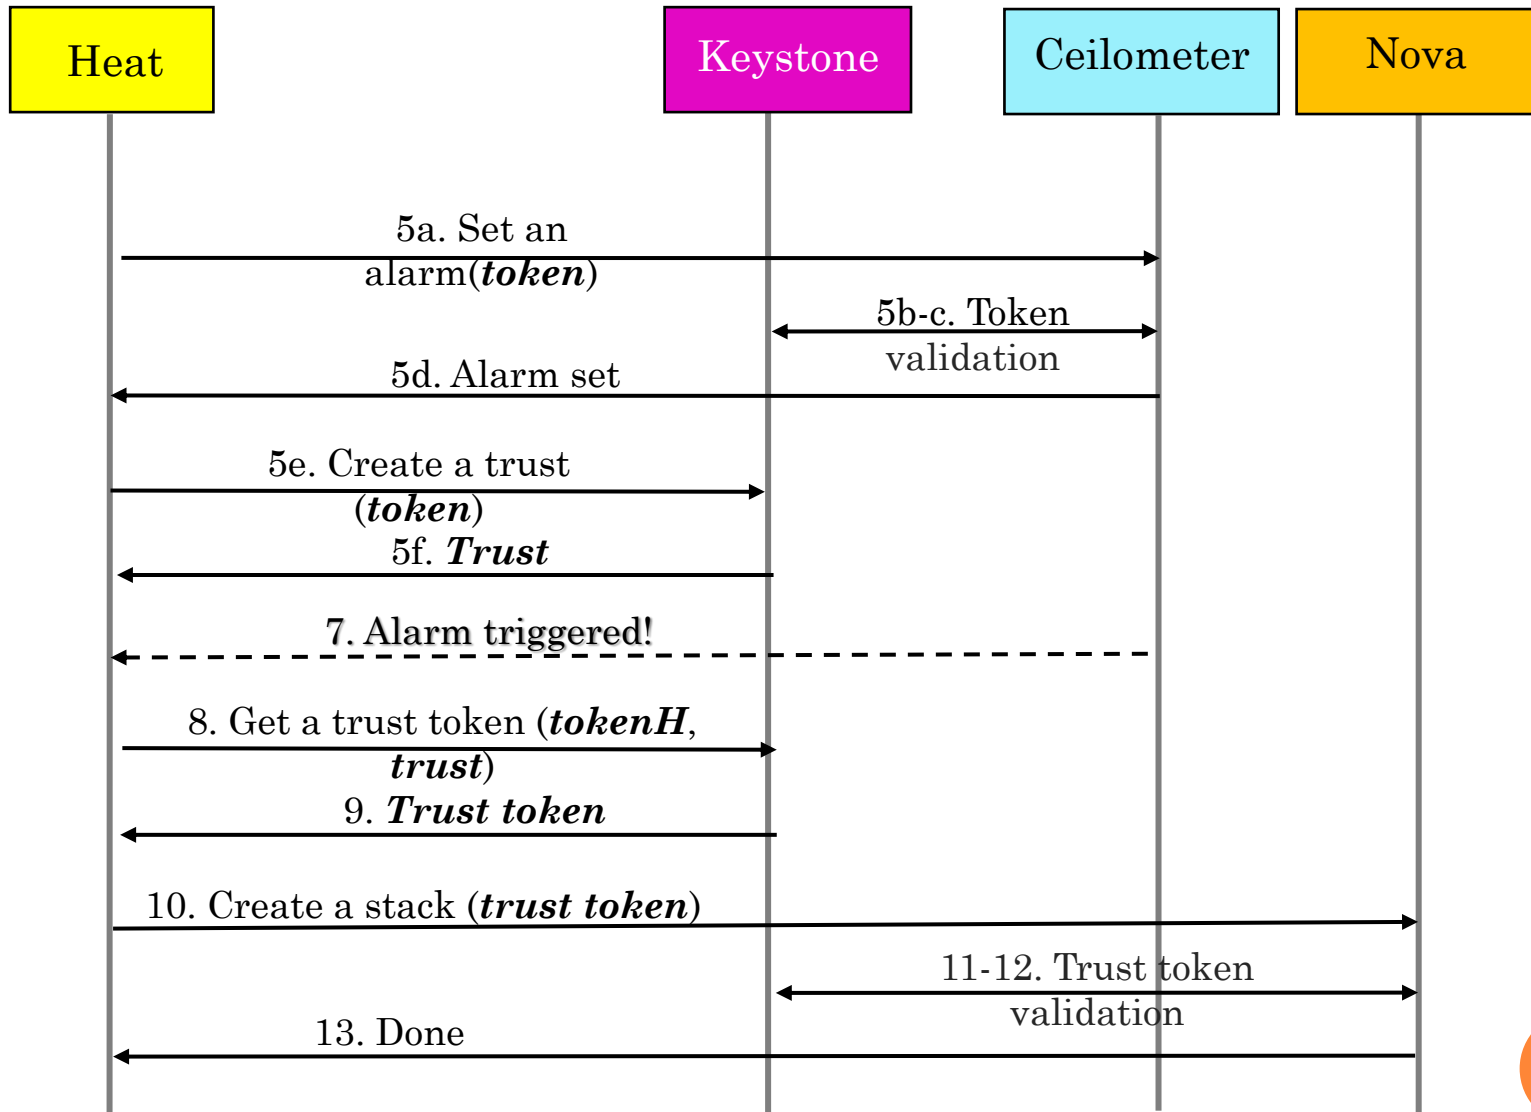 Heat
Keystone
Ceilometer
Nova
5a. Set an
alarm(token)
5b-c. Token
validation
5d. Alarm set
5e. Create a trust
(token)
5f. Trust
7. Alarm triggered!
8. Get a trust token (tokenH,
trust)
9. Trust token
10. Create a stack (trust token)
11-12. Trust token
validation
13. Done